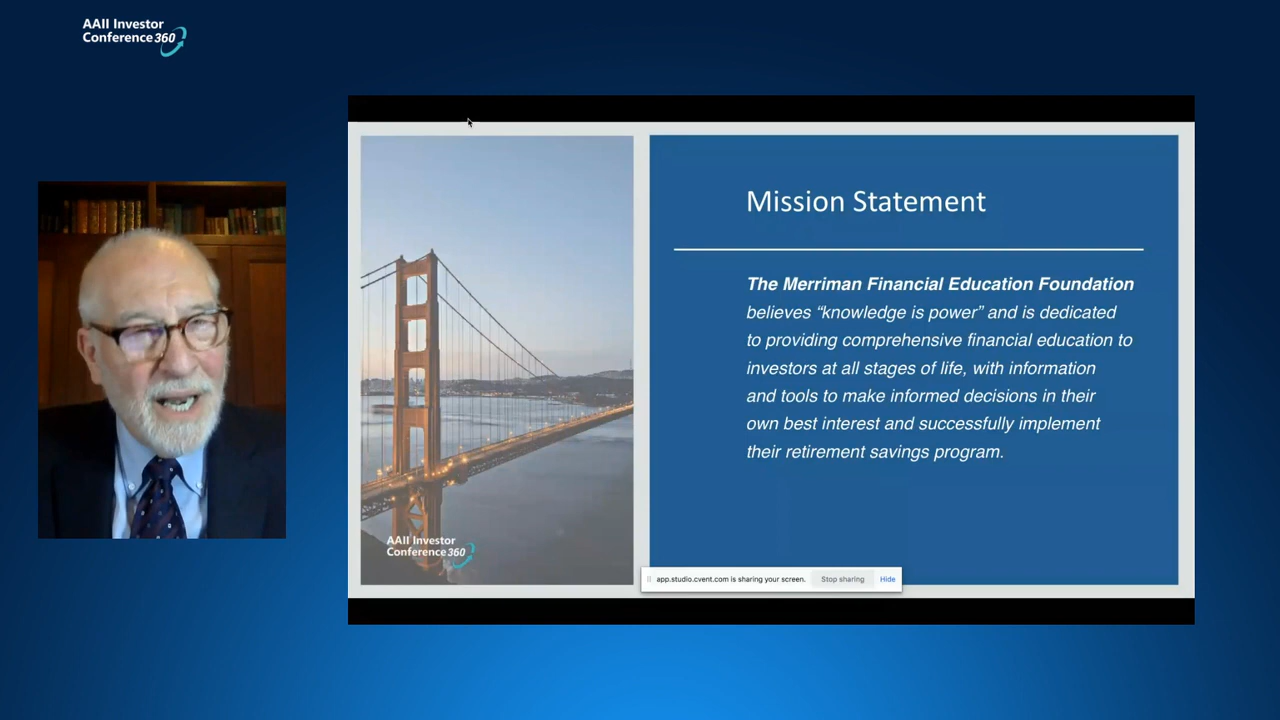 AAII Investor
Conference 360
Mission Statement
The Merriman Financial Education Foundation
believes “knowledge is power” and is dedicated
to providing comprehensive financial education to
investors at all stages of life, with information
and tools to make informed decisions in their
own best interest and successfully implement
their retirement savings program.
AAII Investor
Conference 360
app.studio.cvent.com is sharing your screen. Stop sharing Hide